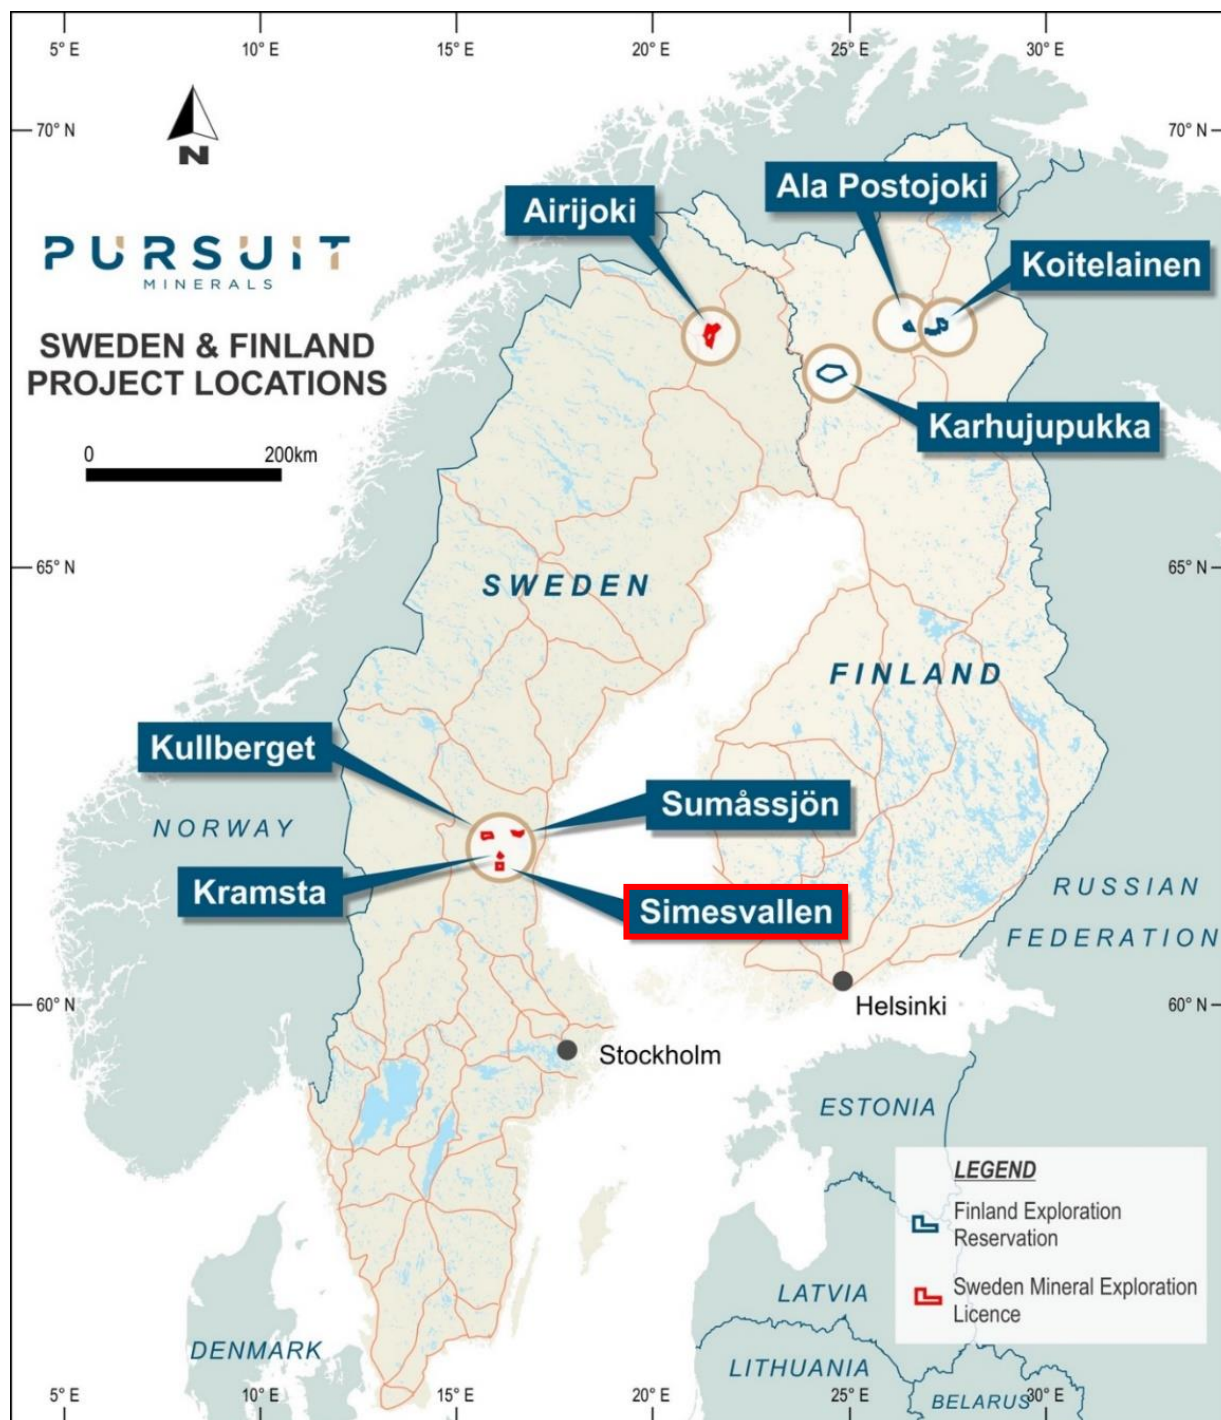 5° E
10° E
15° E
20° E
25° E
30° E
70° N
70° N
N
PURSUIT
MINERALS
SWEDEN & FINLAND
PROJECT LOCATIONS
0
200km
Airijoki
Ala Postojoki
Koitelainen
Karhujupukka
65° N
65° N
SWEDEN
FINLAND
Kullberget
Sumåssjön
NORWAY
Kramsta
Simesvallen
RUSSIAN
FEDERATION
60° N
60° N
Helsinki
Stockholm
ESTONIA
LEGEND
Finland Exploration
Reservation
Sweden Mineral Exploration
Licence
LATVIA
DENMARK
LITHUANIA
BELARUS
5° E
10° E
15° E
20° E
25° E
30° E